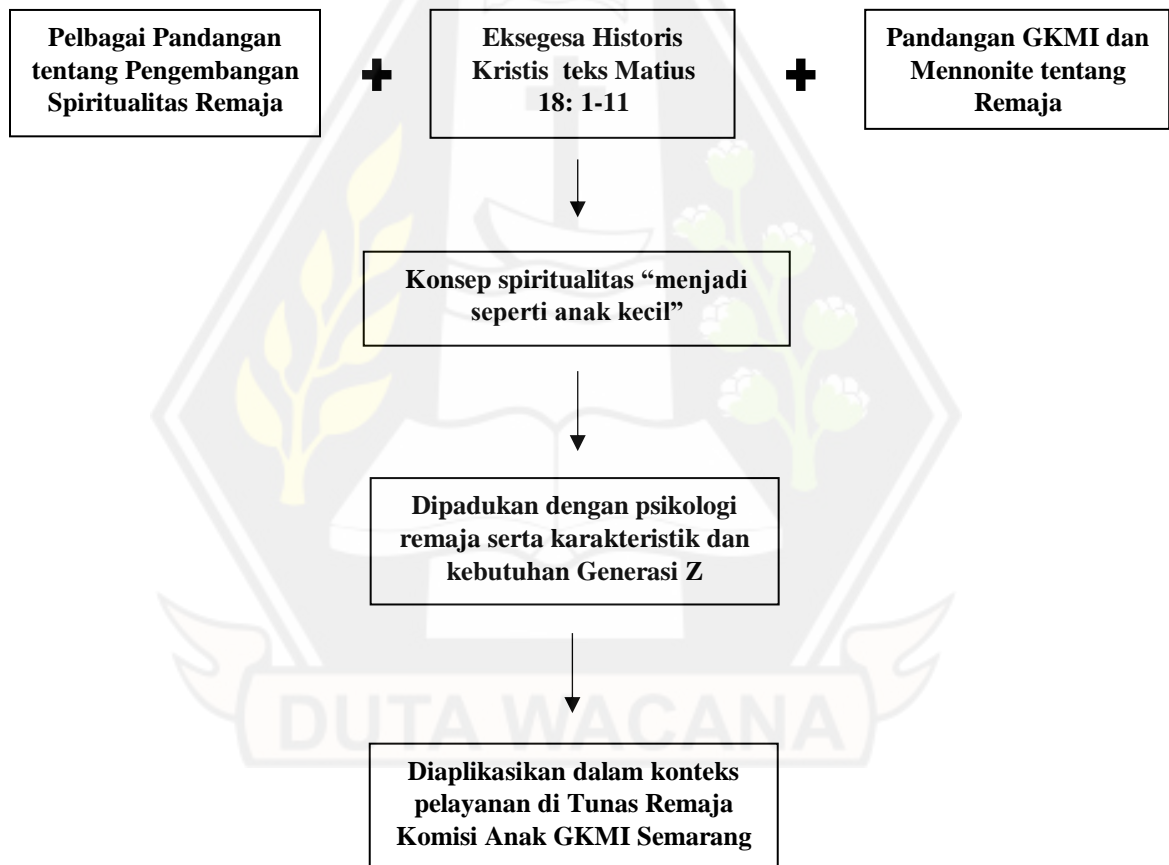 Pelbagai Pandangan
tentang Pengembangan
Spiritualitas Remaja
+
Eksegesa Historis
Kristis teks Matius
18: 1-11
+
Pandangan GKMI dan
Mennonite tentang
Remaja
Konsep spiritualitas “menjadi
seperti anak kecil”
Dipadukan dengan psikologi
remaja serta karakteristik dan
kebutuhan Generasi Z
DUTA WACANA
Diaplikasikan dalam konteks
pelayanan di Tunas Remaja
Komisi Anak GKMI Semarang